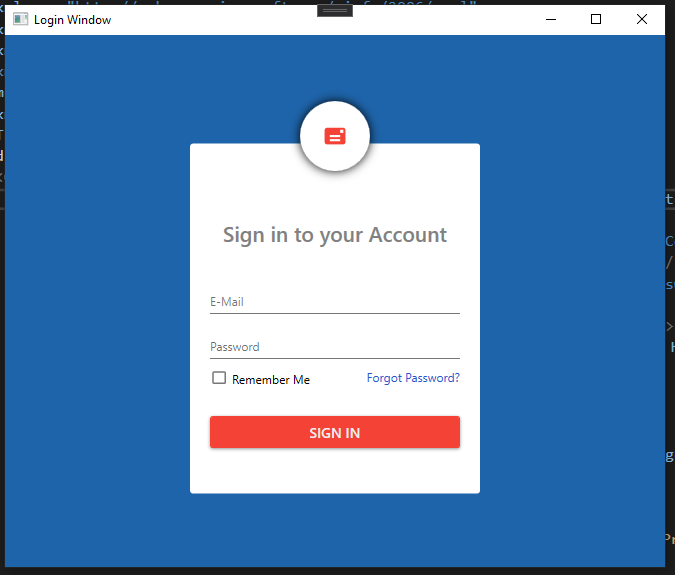 Login Window
Sign in to your Account
E-Mail
Password
Remember Me
Forgot Password?
SIGN IN